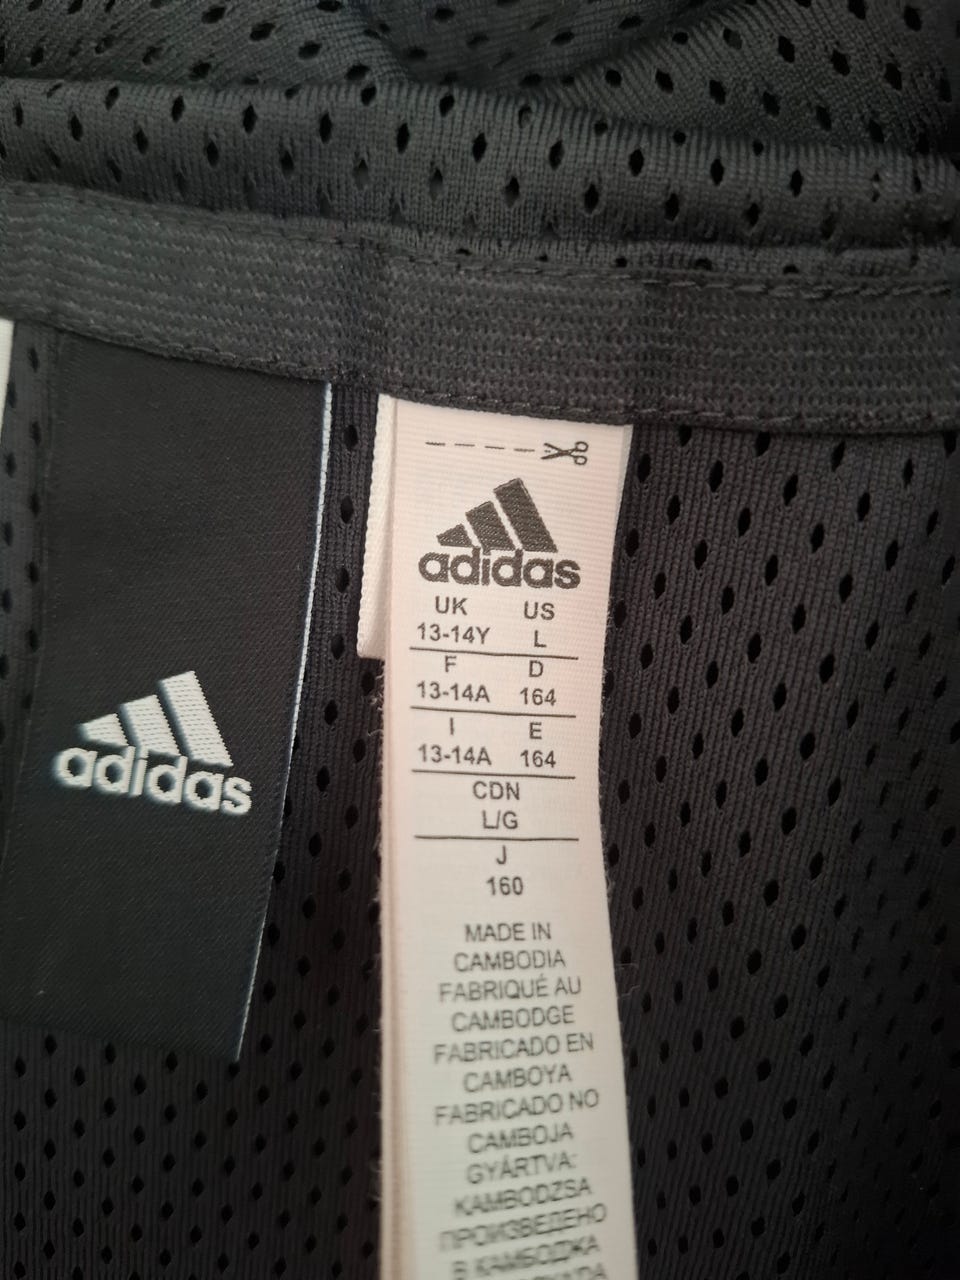 adidas
adidas
UK US
13-14Y L
F D
13-14A 164
I E
13-14A 164
CDN
L/G
J
160
MADE IN
CAMBODIA
FABRIQUÉ AU
CAMBODGE
FABRICADO EN
CAMBOYA
FABRICADO NO
CAMBOJA
GYÁRTVA:
KAMBODZSA
ПРОИЗВЕДЕНО
В КАМБОДЖА